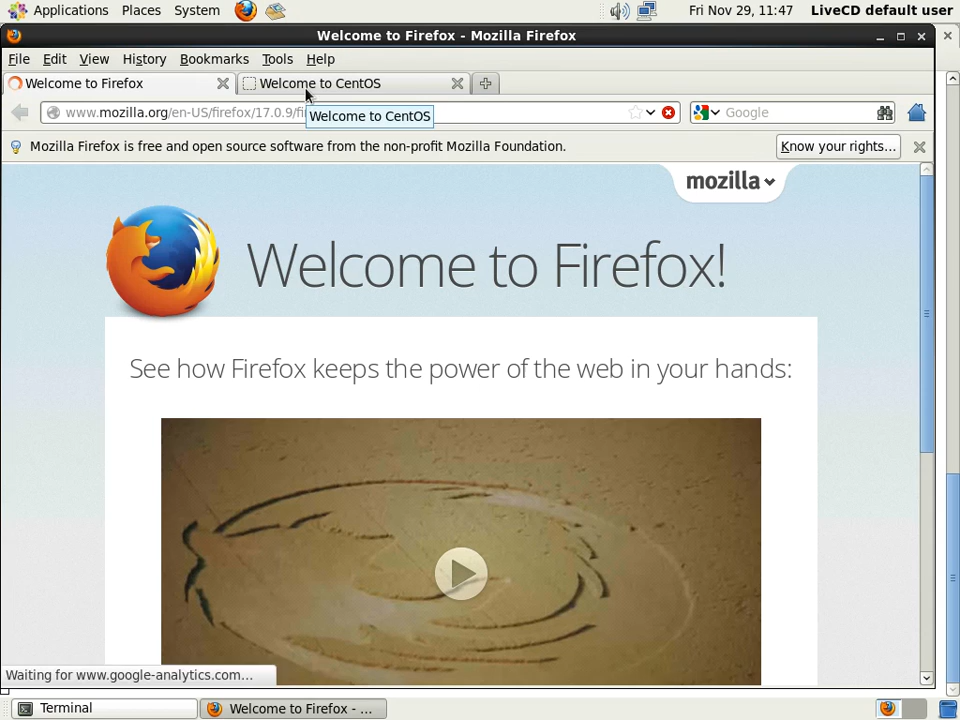 Applications Places System Fri Nov 29, 11:47 LiveCD default user
Welcome to Firefox - Mozilla Firefox
File Edit View History Bookmarks Tools Help
Welcome to Firefox Welcome to CentOS
www.mozilla.org/en-US/firefox/17.0.9/fi Google
Welcome to CentOS
Mozilla Firefox is free and open source software from the non-profit Mozilla Foundation. Know your rights...
mozilla
Welcome to Firefox!
See how Firefox keeps the power of the web in your hands:
Waiting for www.google-analytics.com...
Terminal Welcome to Firefox - ...